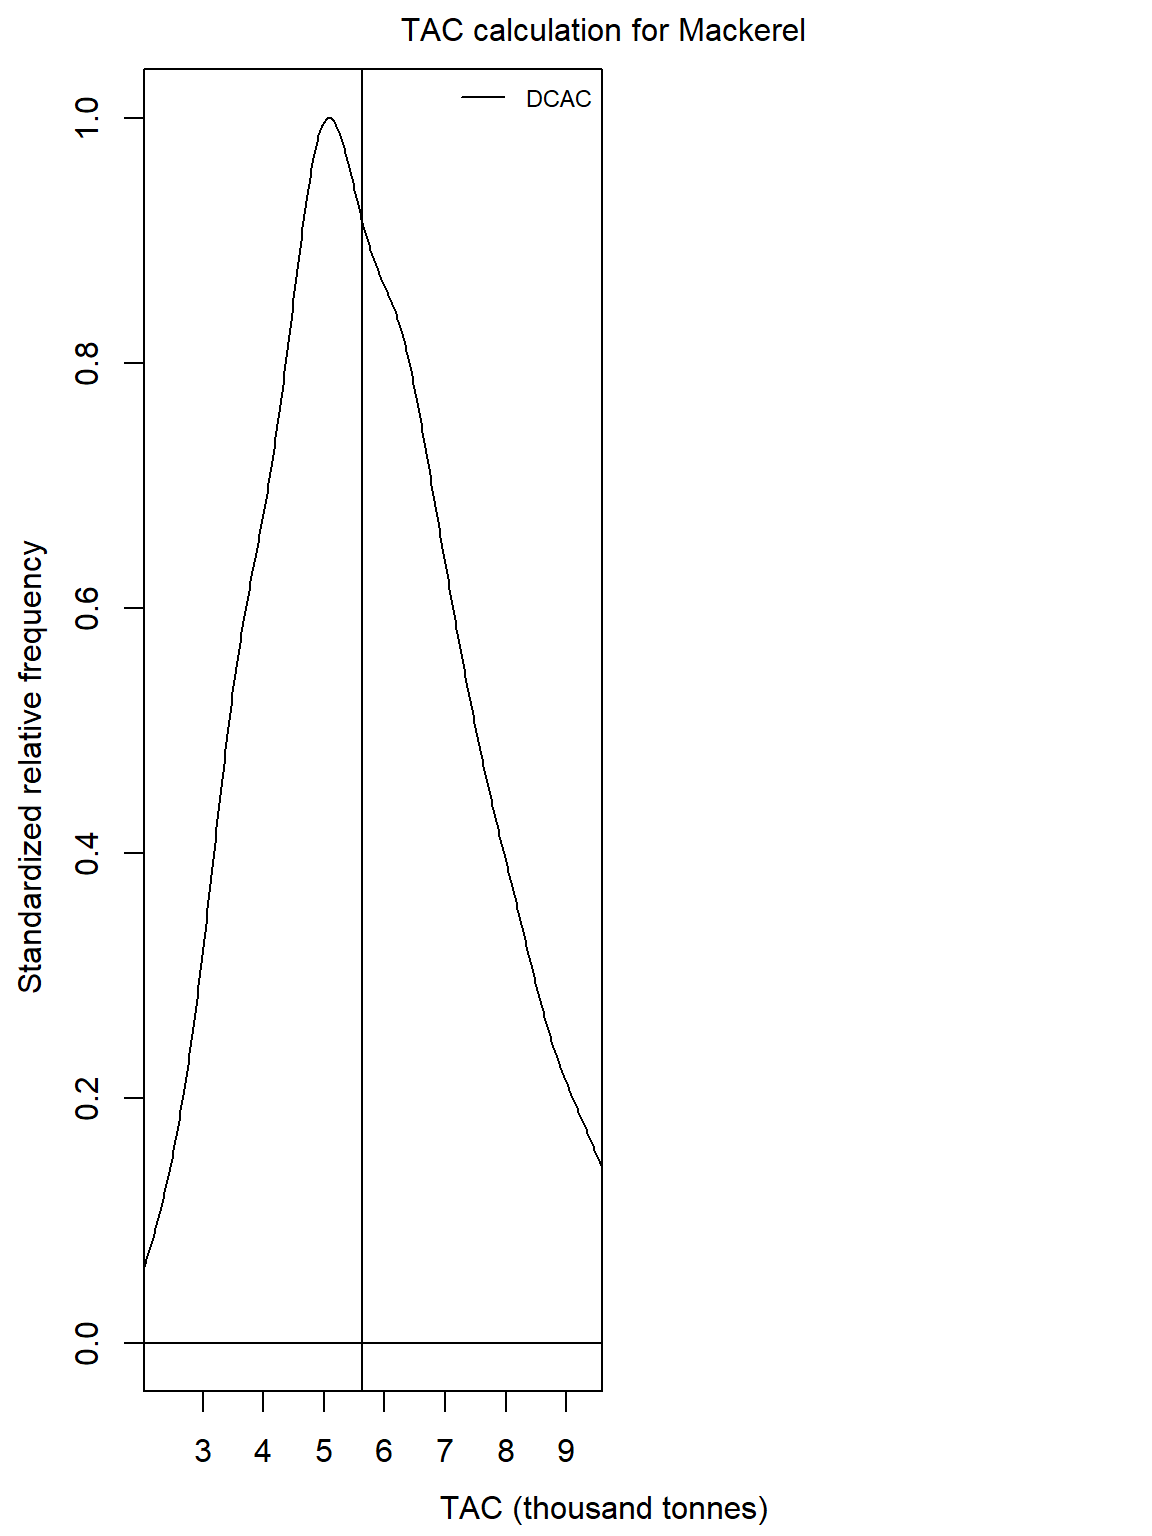 TAC calculation for Mackerel
DCAC
Standardized relative frequency
1.0
0.8
0.6
0.4
0.2
0.0
3 4 5 6 7 8 9
TAC (thousand tonnes)